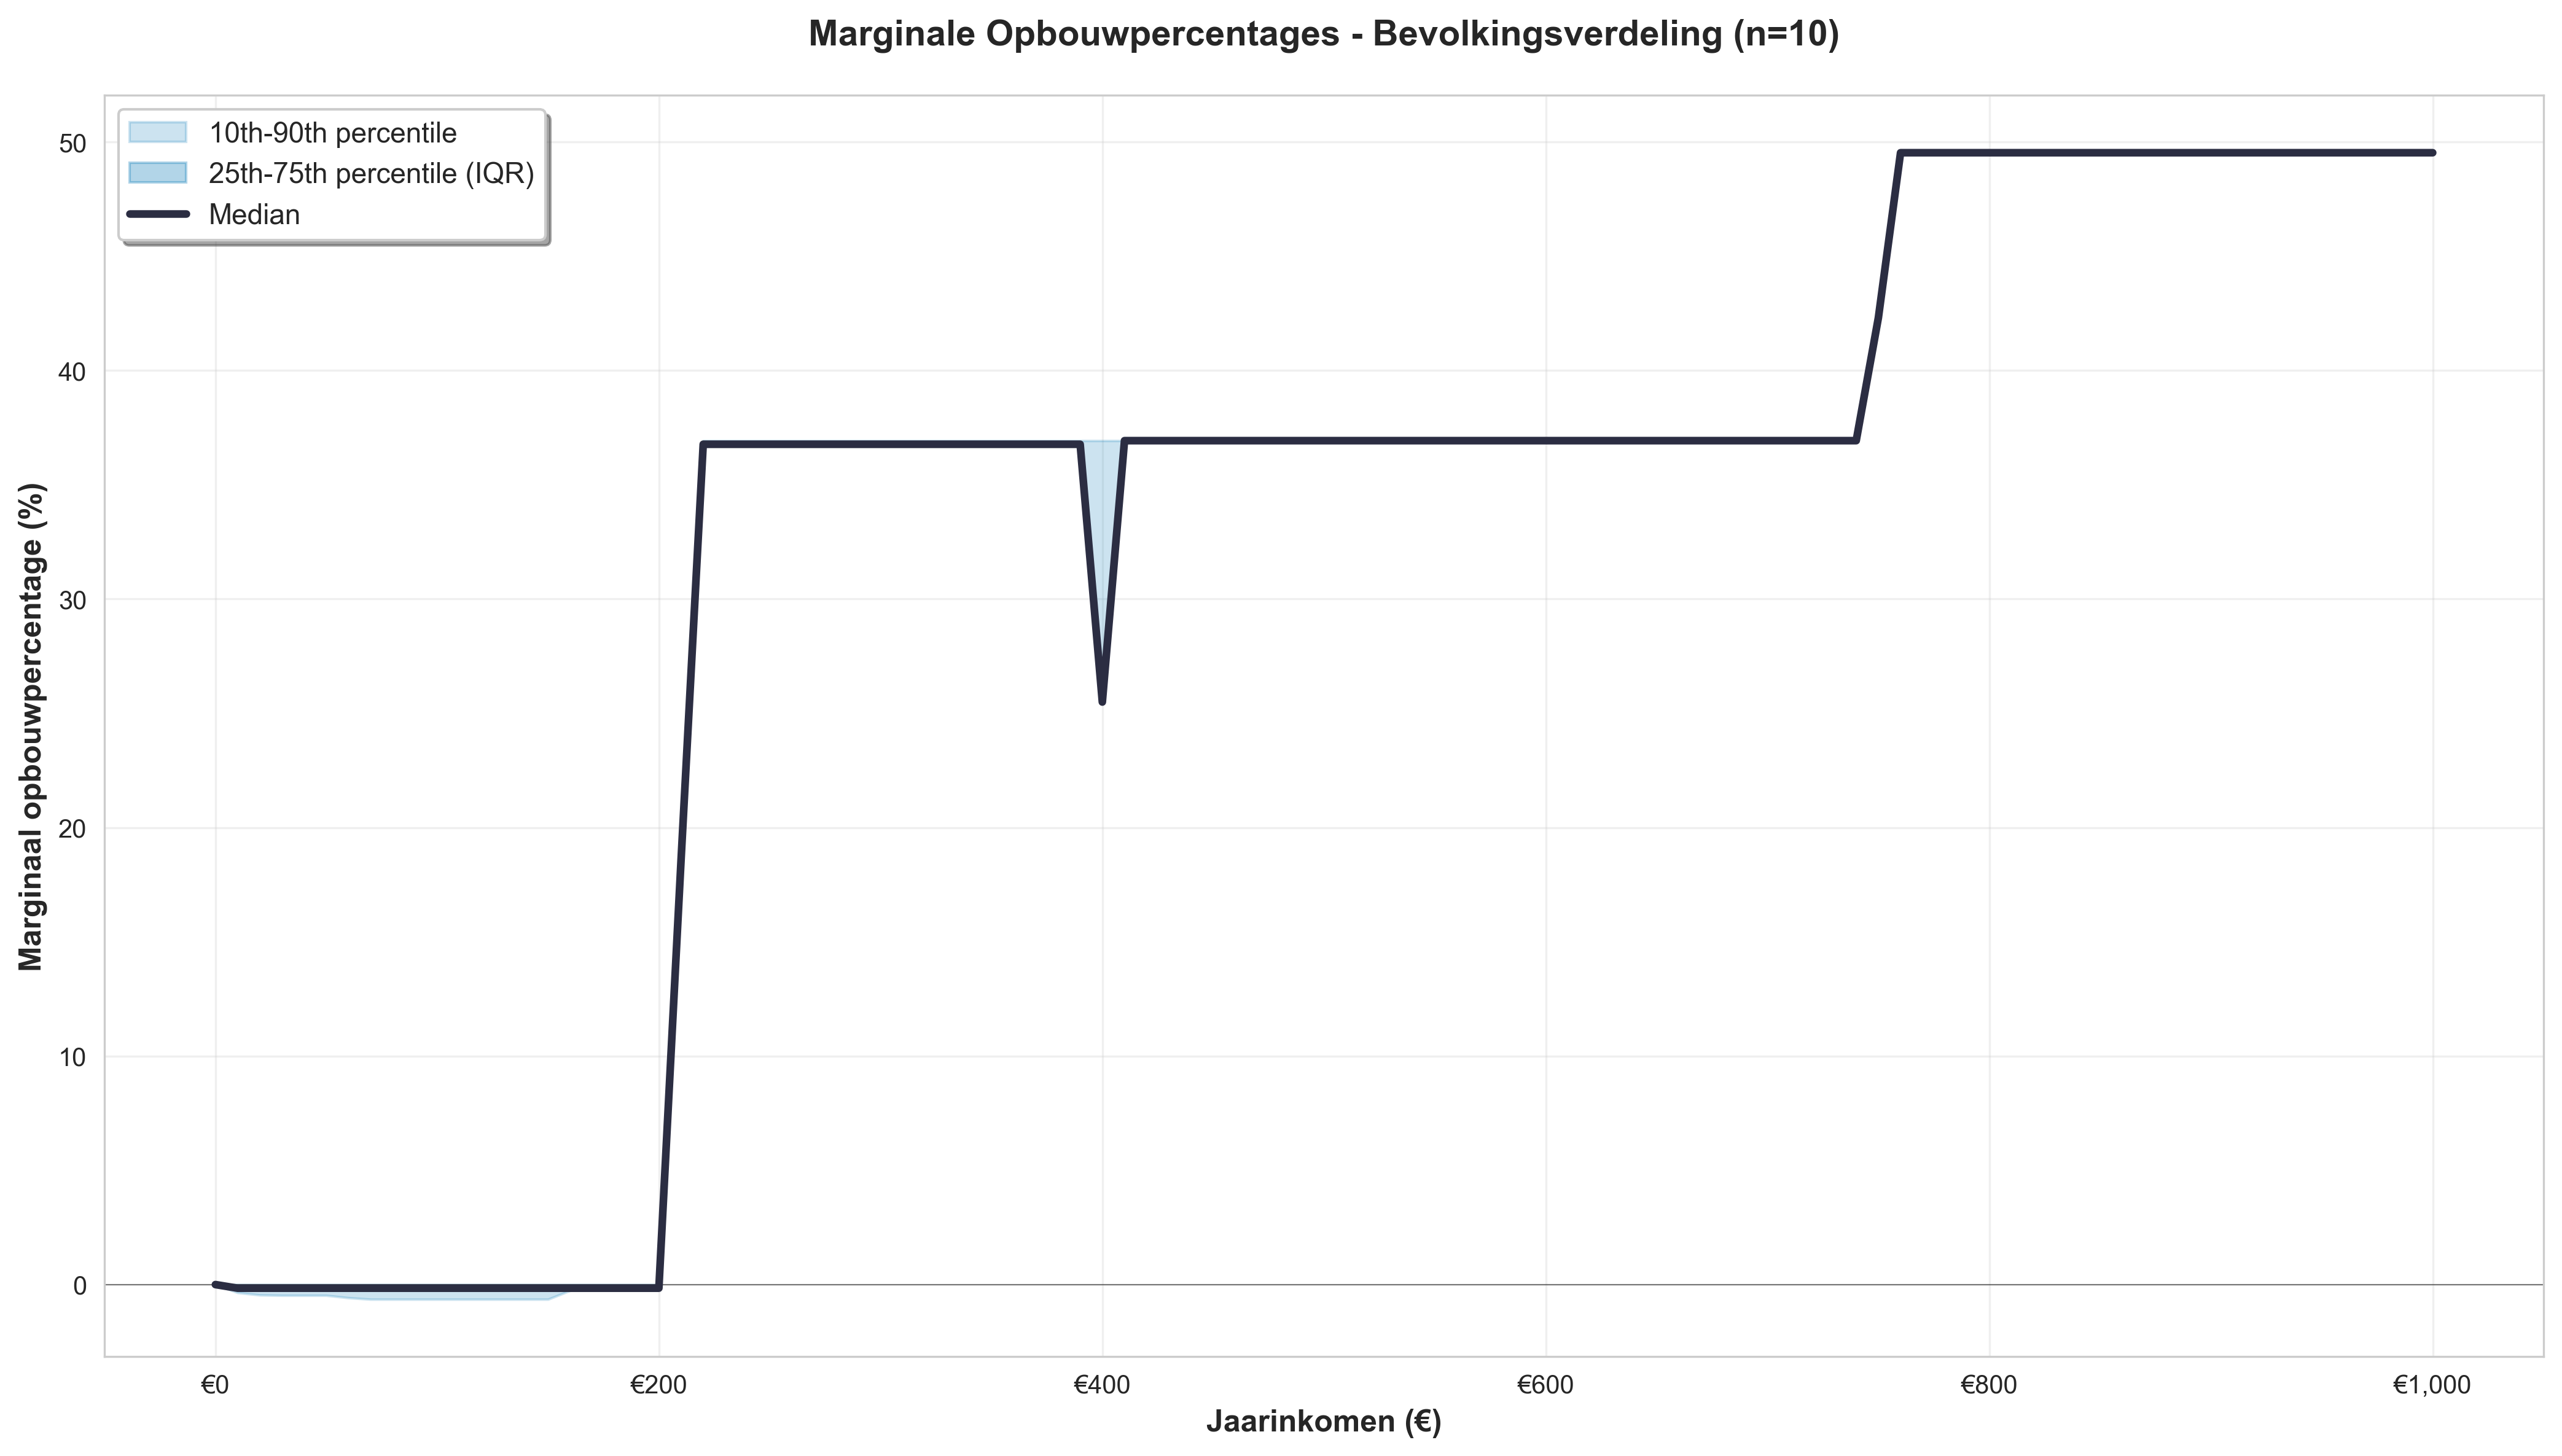 Marginale Opbouwpercentages - Bevolkingsverdeling (n=10)
10th-90th percentile
25th-75th percentile (IQR)
Median
Marginaal opbouwpercentage (%)
50
40
30
20
10
0
€0
€200
€400
€600
€800
€1,000
Jaarinkomen (€)